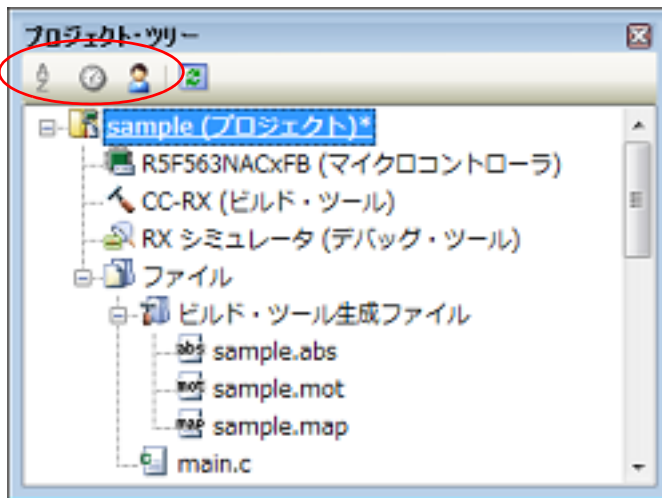 プロジェクト・ツリー
sample (プロジェクト)*
R5F563NACxFB (マイクロコントローラ)
CC-RX (ビルド・ツール)
RX シミュレータ (デバッグ・ツール)
ファイル
ビルド・ツール生成ファイル
abs sample.abs
mot sample.mot
map sample.map
c main.c